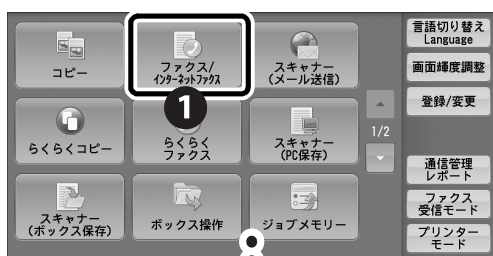 コピー
ファクス/
インターネットファクス
スキャナー
(メール送信)
1
らくらくコピー
らくらく
ファクス
スキャナー
(PC保存)
1/2
スキャナー
(ボックス保存)
ボックス操作
ジョブメモリー
言語切り替え
Language
画面輝度調整
登録/変更
通信管理
レポート
ファクス
受信モード
プリンター
モード